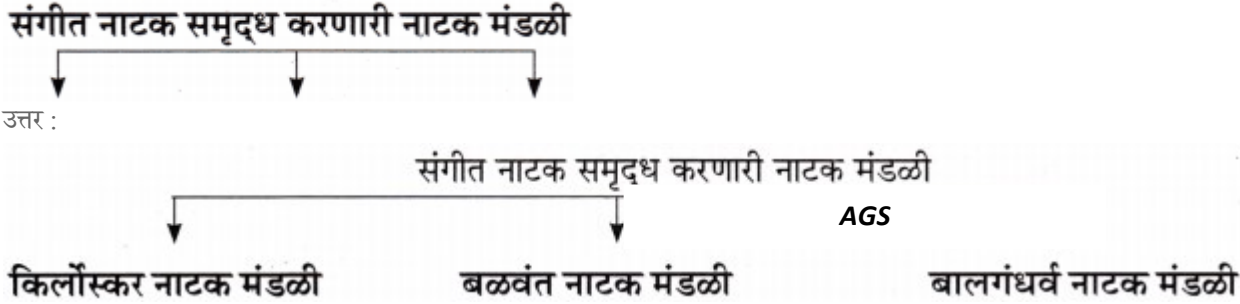 संगीत नाटक समृद्ध करणारी नाटक मंडळी
उत्तर :
संगीत नाटक समृद्ध करणारी नाटक मंडळी
AGS
किर्लोस्कर नाटक मंडळी बळवंत नाटक मंडळी बालगंधर्व नाटक मंडळी